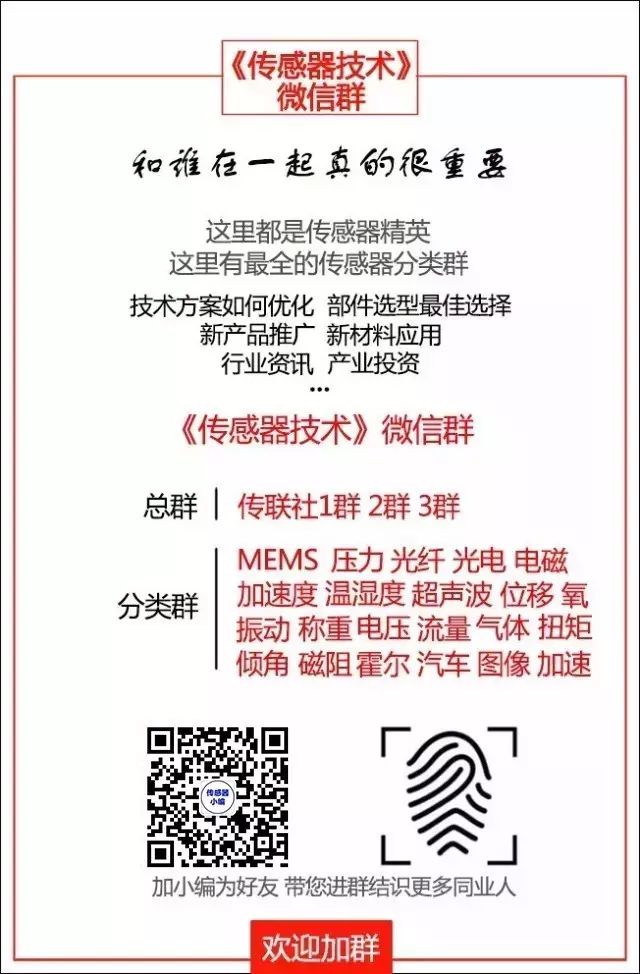 《传感器技术》
微信群
和谁在一起真的很重要
这里都是传感器精英
这里有最全的传感器分类群
技术方案如何优化 部件选型最佳选择
新产品推广 新材料应用
行业资讯 产业投资
...
《传感器技术》微信群
总群 传联社1群 2群 3群
分类群
MEMS 压力 光纤 光电 电磁
加速度 温湿度 超声波 位移 氧
振动 称重 电压 流量 气体 扭矩
倾角 磁阻 霍尔 汽车 图像 加速
传感器
小编
加小编为好友 带您进群结识更多同业人
欢迎加群